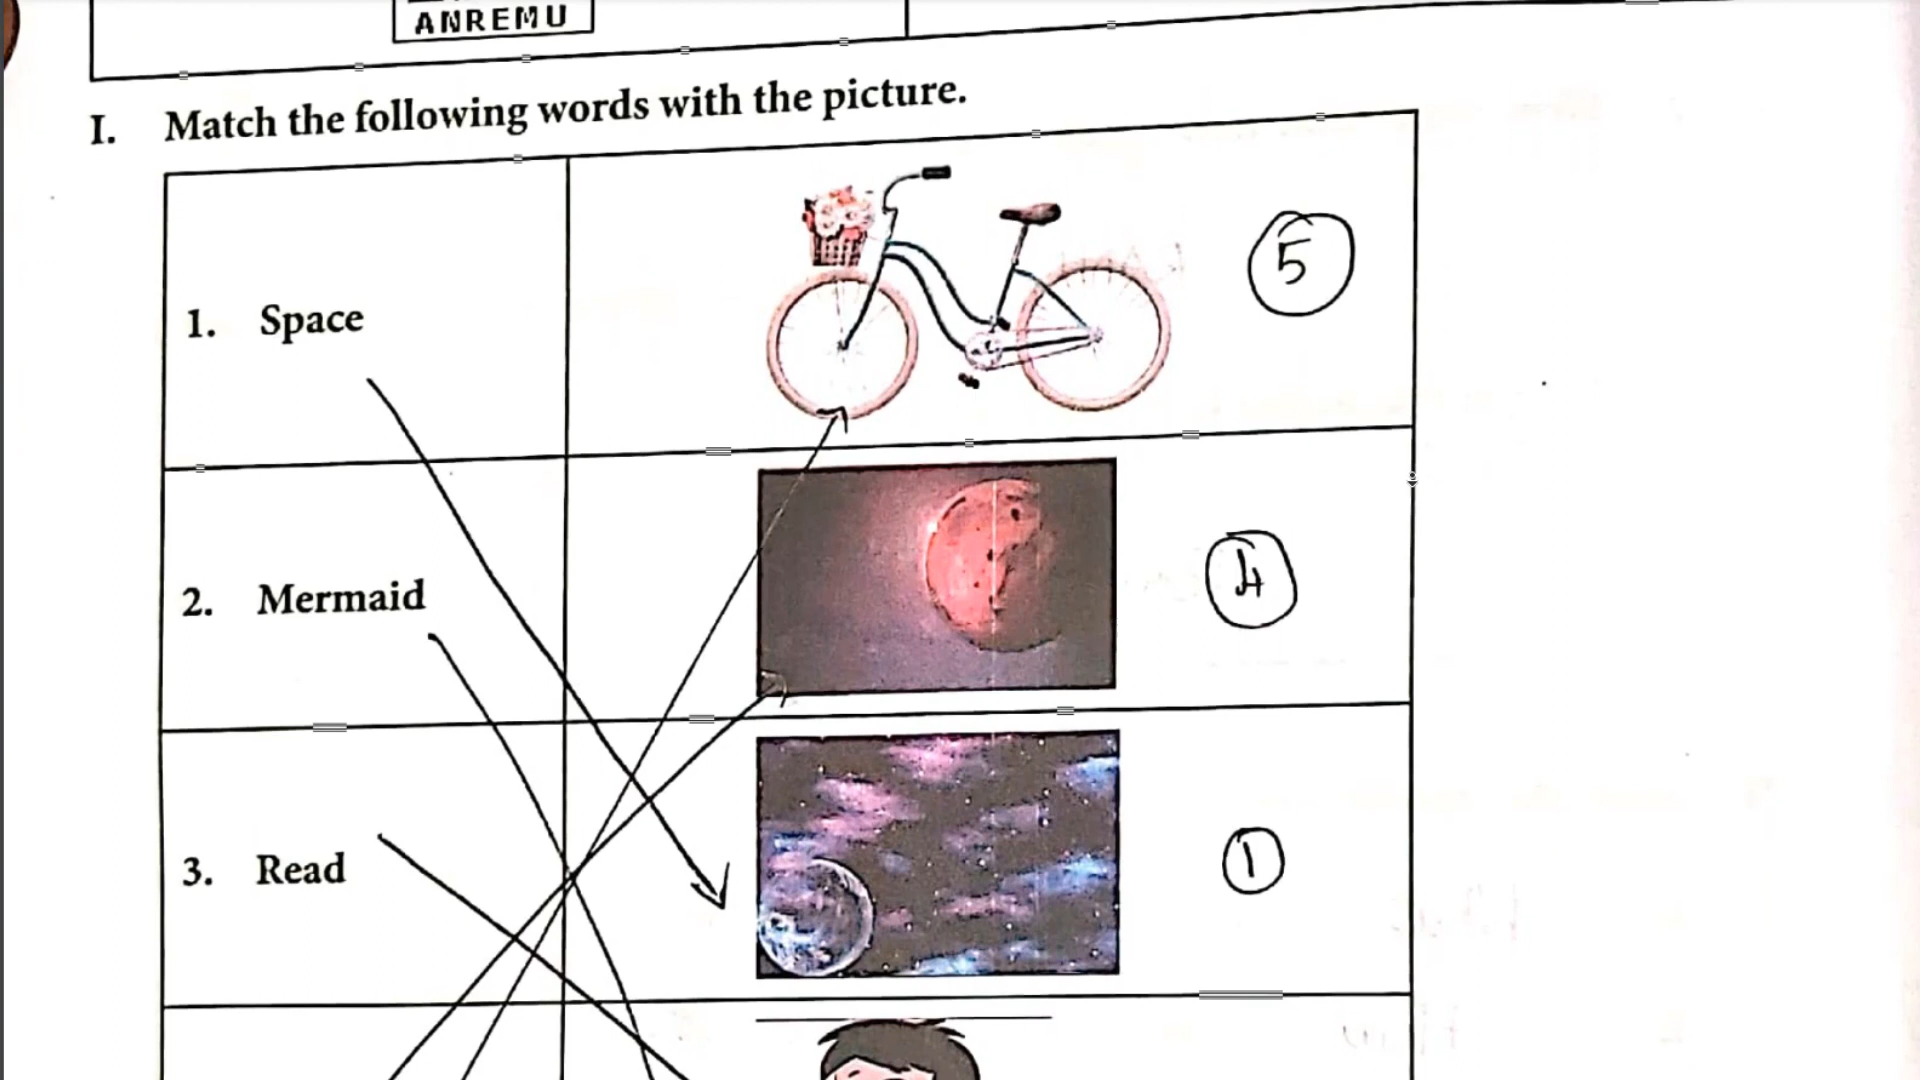 ANREMU
I. Match the following words with the picture.
5
1. Space
4
2. Mermaid
1
3. Read